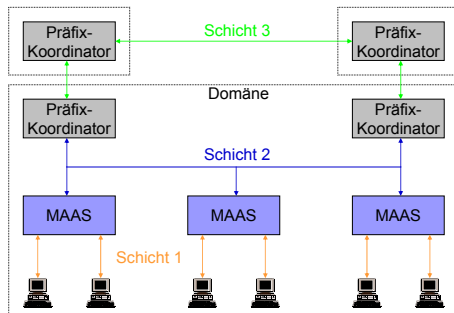 Präfix-
Koordinator
Schicht 3
Präfix-
Koordinator
Domäne
Präfix-
Koordinator
Präfix-
Koordinator
Schicht 2
MAAS
MAAS
MAAS
Schicht 1